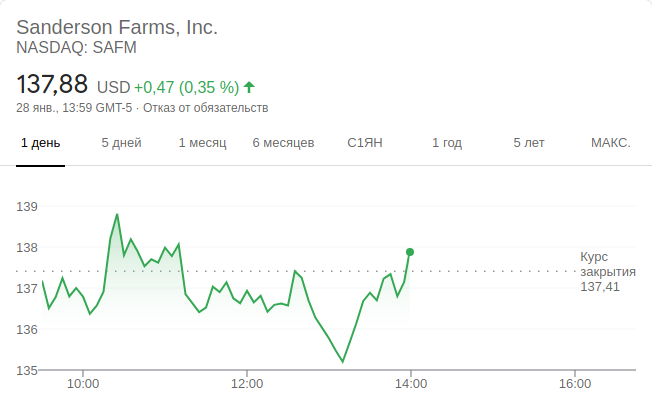 Sanderson Farms, Inc.
NASDAQ: SAFM
137,88 USD +0,47 (0,35 %)
28 янв., 13:59 GMT-5 · Отказ от обязательств
1 день 5 дней 1 месяц 6 месяцев С1ЯН 1 год 5 лет МАКС.
139
138
137
136
135
Курс
закрытия
137,41
10:00 12:00 14:00 16:00